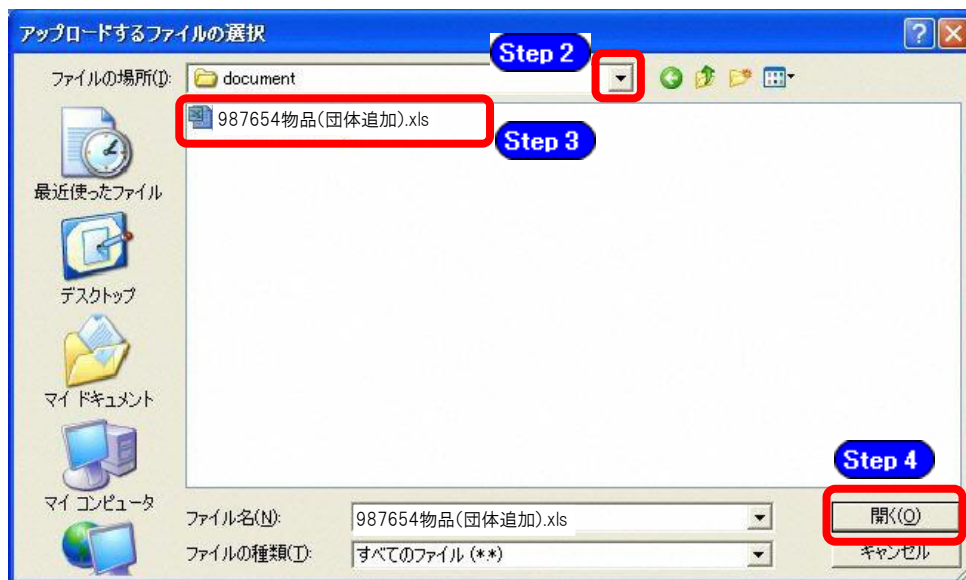 アップロードするファイルの選択
Step 2
ファイルの場所(I):
document
987654物品(団体追加).xls
Step 3
最近使ったファイル
デスクトップ
マイ ドキュメント
マイ コンピュータ
Step 4
ファイル名(N):
987654物品(団体追加).xls
開く(O)
ファイルの種類(T):
すべてのファイル (*.*)
キャンセル